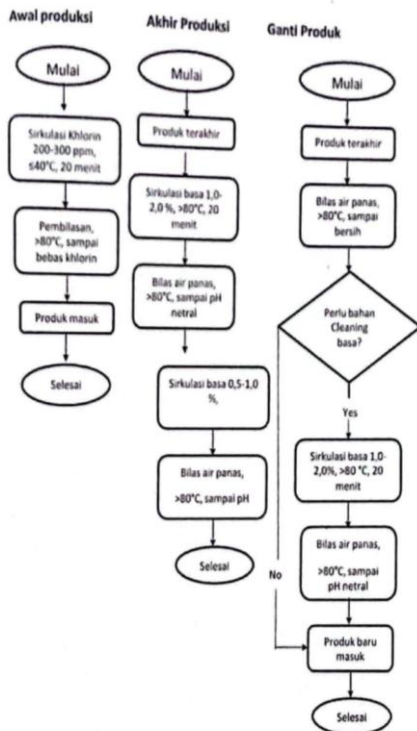 Awal produksi
Mulai
Sirkulasi Khlorin
200-300 ppm,
≤40°C, 20 menit
Pembilasan,
>80°C, sampai
bebas khlorin
Produk masuk
Selesai
Akhir Produksi
Mulai
Produk terakhir
Sirkulasi basa 1,0-
2,0 %, >80°C, 20
menit
Bilas air panas,
>80°C, sampai pH
netral
Sirkulasi basa 0,5-1,0
%,
Bilas air panas,
>80°C, sampai pH
Selesai
Ganti Produk
Mulai
Produk terakhir
Bilas air panas,
>80°C, sampai
bersih
Perlu bahan
Cleaning
basa?
Yes
Sirkulasi basa 1,0-
2,0%, >80 °C, 20
menit
Bilas air panas,
>80°C, sampai
pH netral
No
Produk baru
masuk
Selesai